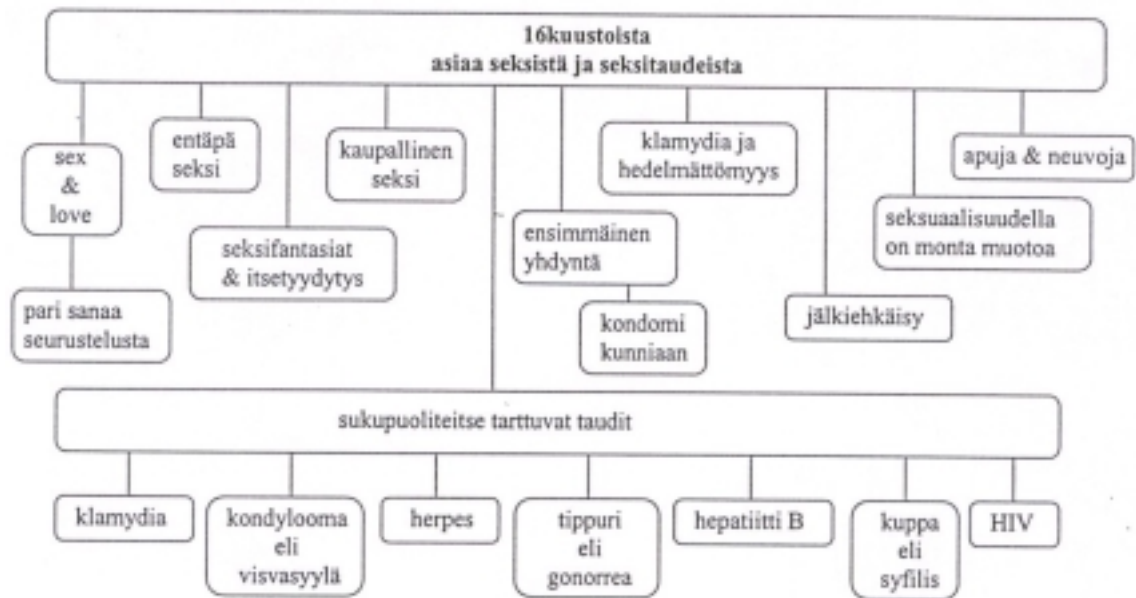 16kuustoista
asiaa seksistä ja seksitaudeista
sex
&
love
entäpä
seksi
seksifantasiat
& itsetyydytys
kaupallinen
seksi
ensimmäinen
yhdyntä
klamydia ja
hedelmättömyys
jälkiehkäisy
seksuaalisuudella
on monta muotoa
apuja & neuvoja
pari sanaa
seurustelusta
kondomi
kunniaan
sukupuoliteitse tarttuvat taudit
klamydia
kondylooma
eli
visvasyylä
herpes
tippuri
eli
gonorrea
hepatiitti B
kuppa
eli
syfilis
HIV